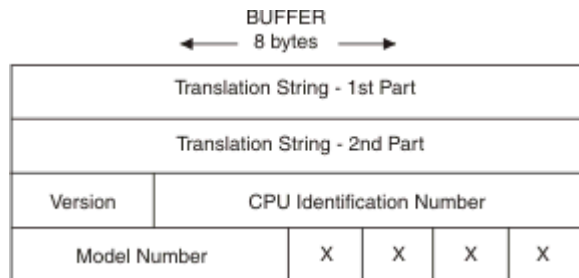 BUFFER
8 bytes
Translation String - 1st Part
Translation String - 2nd Part
Version CPU Identification Number
Model Number X X X X